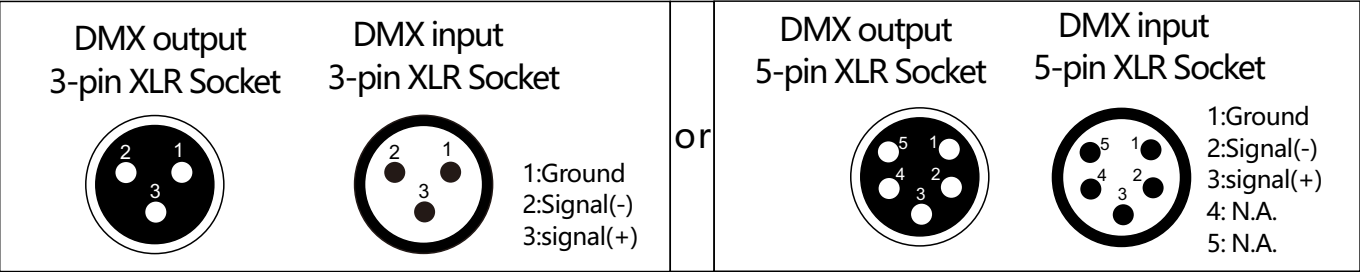 DMX output
3-pin XLR Socket
2 1
3
DMX input
3-pin XLR Socket
2 1
3
1:Ground
2:Signal(-)
3:signal(+)
or
DMX output
5-pin XLR Socket
5 1
4 2
3
DMX input
5-pin XLR Socket
5 1
4 2
3
1:Ground
2:Signal(-)
3:signal(+)
4: N.A.
5: N.A.